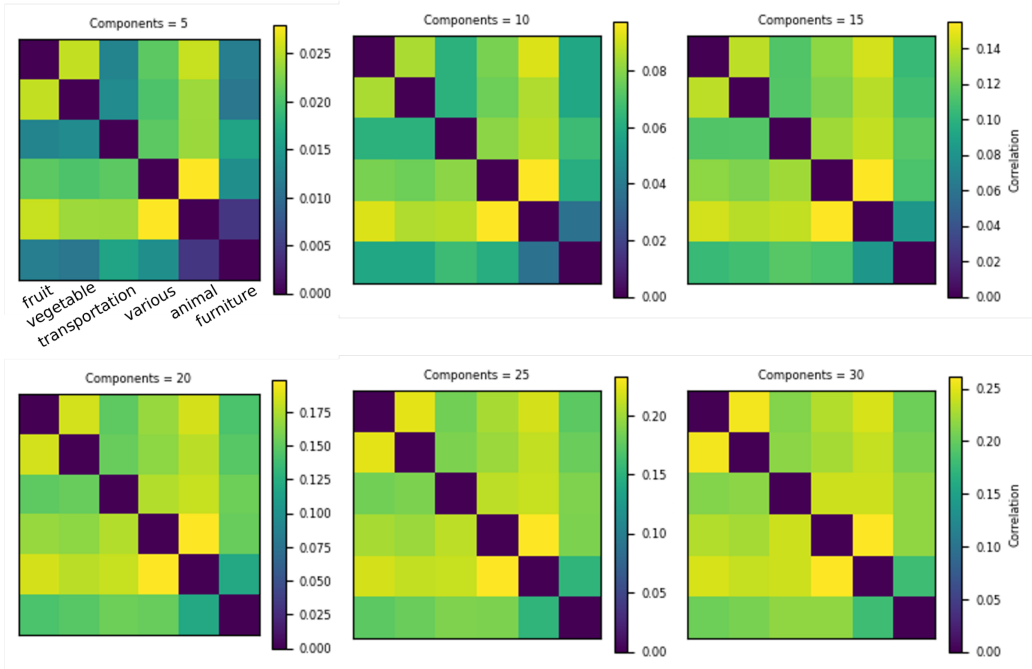 Components = 5
0.025
0.020
0.015
0.010
0.005
0.000
fruit
vegetable
transportation
various
animal
furniture
Components = 10
0.08
0.06
0.04
0.02
0.00
Components = 15
0.14
0.12
0.10
0.08
0.06
0.04
0.02
0.00
Correlation
Components = 20
0.175
0.150
0.125
0.100
0.075
0.050
0.025
0.000
Components = 25
0.20
0.15
0.10
0.05
0.00
Components = 30
0.25
0.20
0.15
0.10
0.05
0.00
Correlation